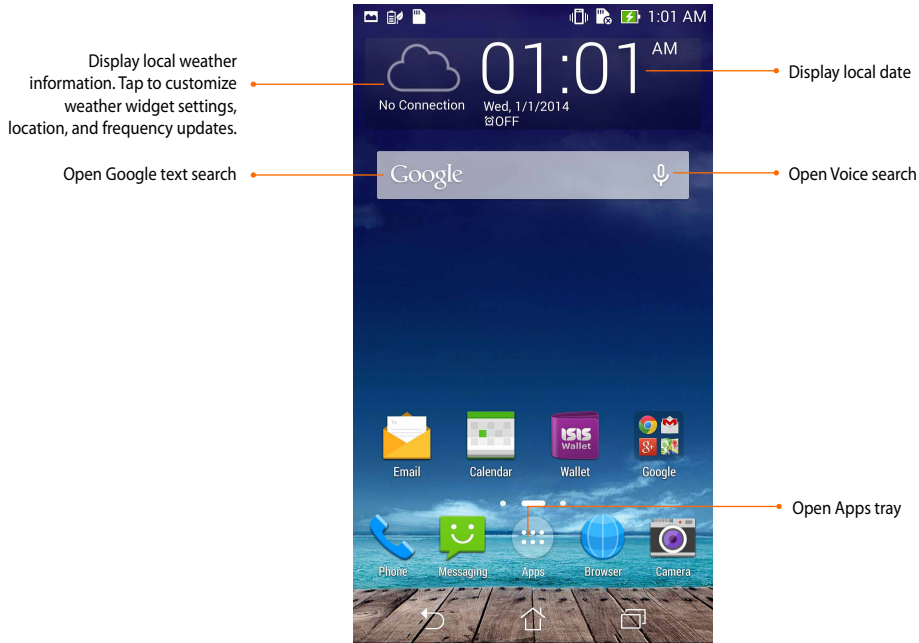 1:01 AM
Display local weather
information. Tap to customize
weather widget settings,
location, and frequency updates.
No Connection
01:01 AM
Wed, 1/1/2014
OFF
Display local date
Open Google text search
Google
Open Voice search
Email
Calendar
ISIS
Wallet
Wallet
8+
Google
Open Apps tray
Phone
Messaging
Apps
Browser
Camera